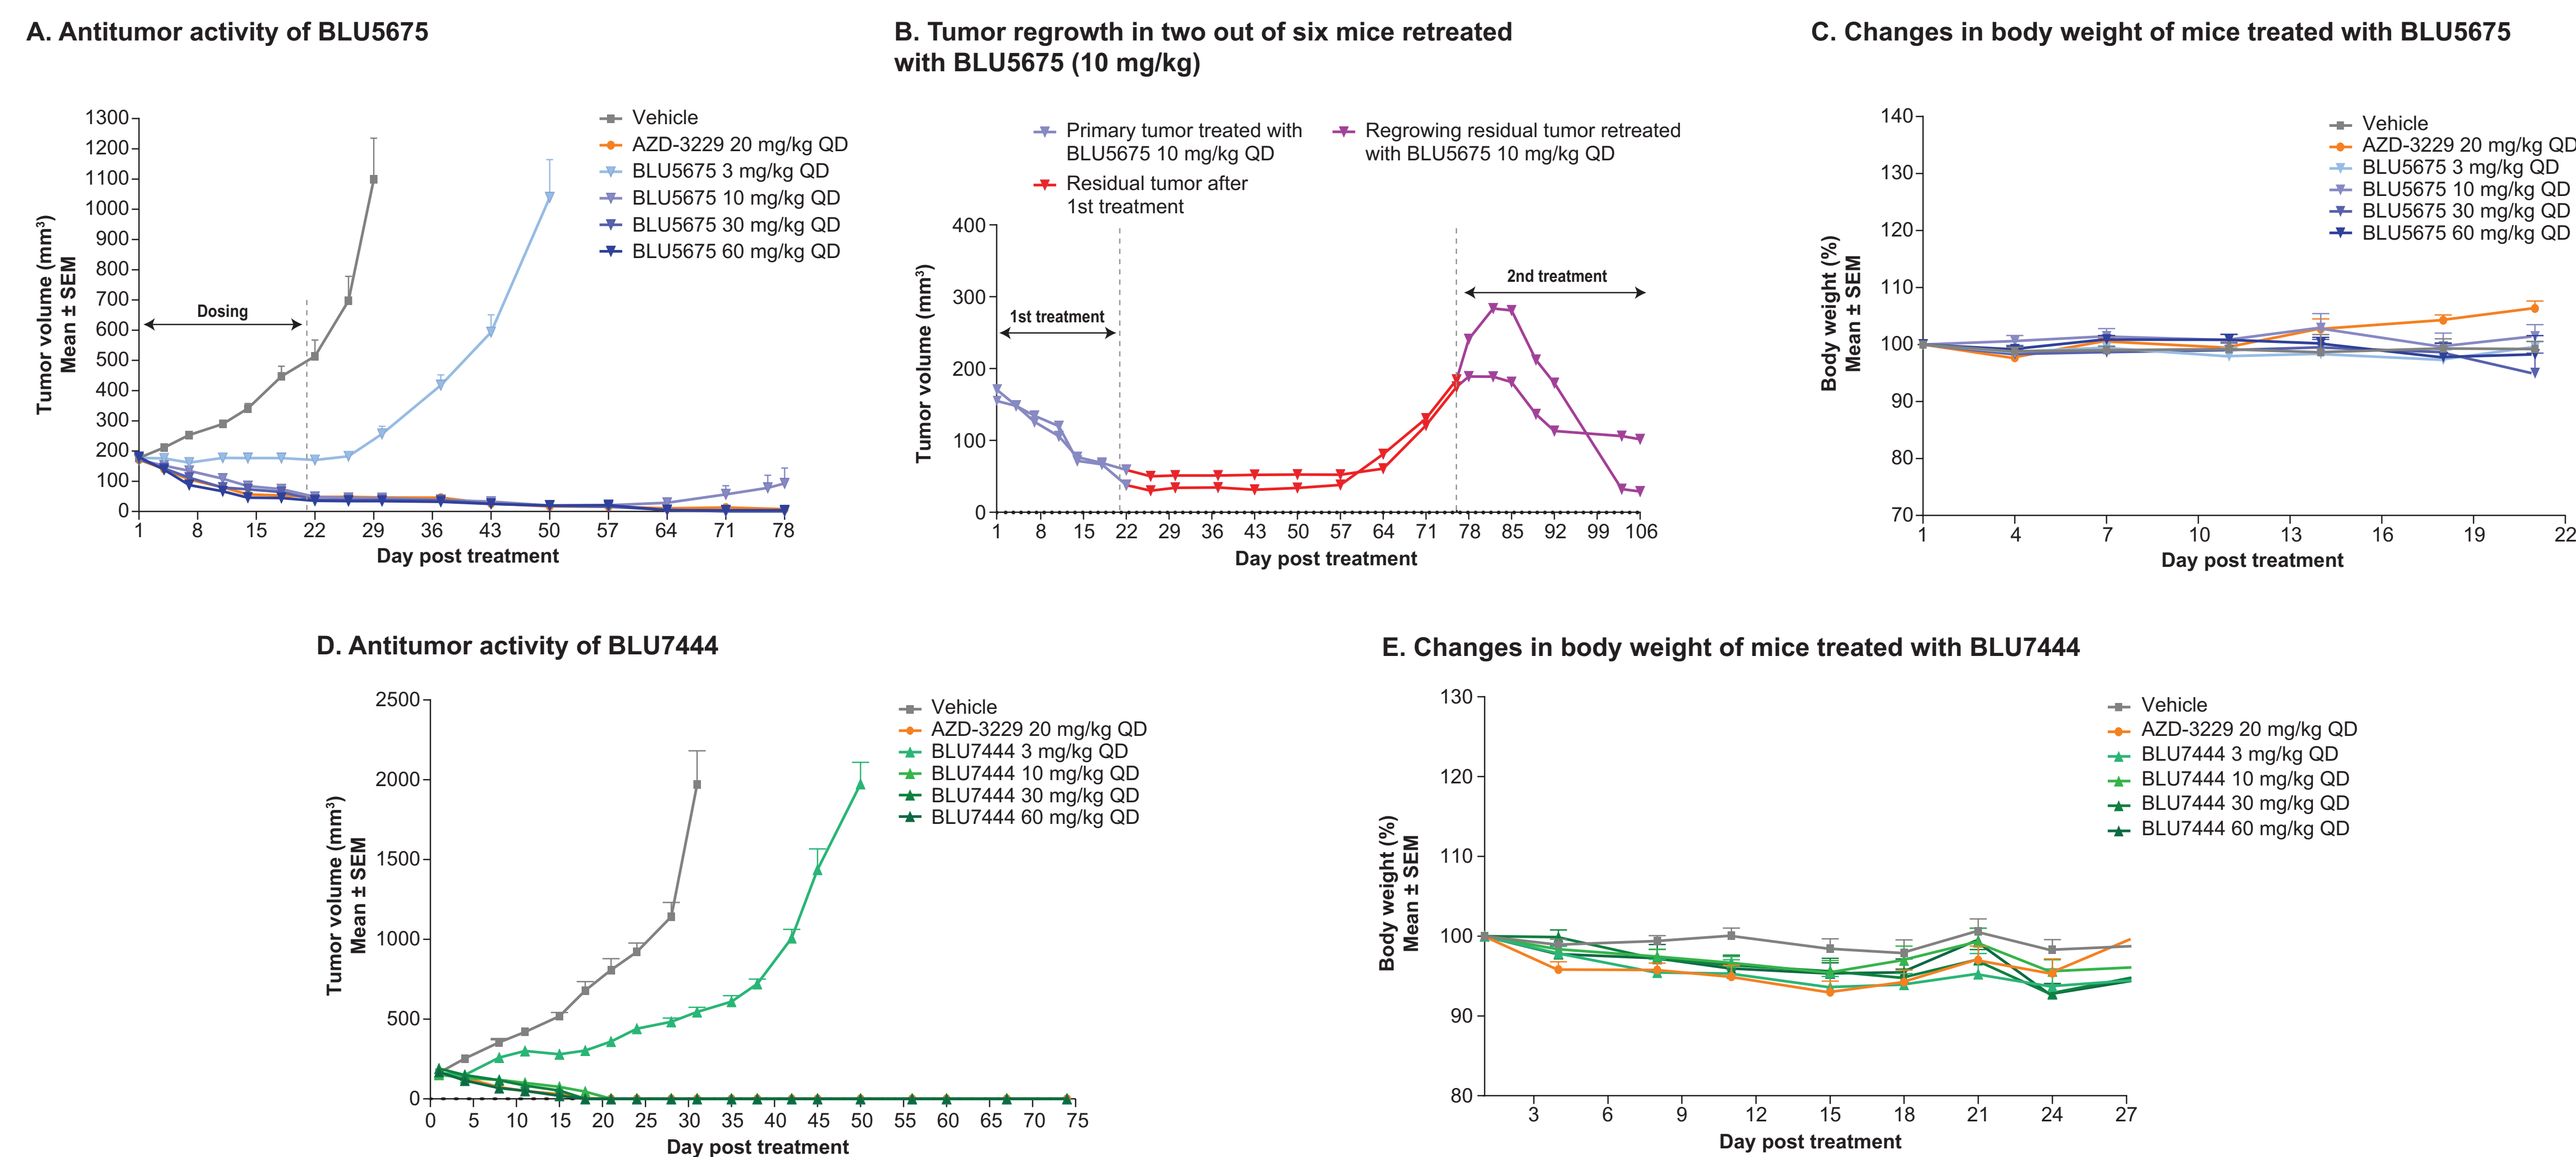 A. Antitumor activity of BLU5675
1300
1200
1100
1000
900
800
700
600
500
400
300
200
100
0
Tumor volume (mm³)
Mean ± SEM
Dosing
Vehicle
AZD-3229 20 mg/kg QD
BLU5675 3 mg/kg QD
BLU5675 10 mg/kg QD
BLU5675 30 mg/kg QD
BLU5675 60 mg/kg QD
1 8 15 22 29 36 43 50 57 64 71 78
Day post treatment
B. Tumor regrowth in two out of six mice retreated
with BLU5675 (10 mg/kg)
Primary tumor treated with
BLU5675 10 mg/kg QD
Residual tumor after
1st treatment
Regrowing residual tumor retreated
with BLU5675 10 mg/kg QD
400
300
200
100
0
Tumor volume (mm³)
1st treatment
2nd treatment
1 8 15 22 29 36 43 50 57 64 71 78 85 92 99 106
Day post treatment
C. Changes in body weight of mice treated with BLU5675
140
130
120
110
100
90
80
70
Body weight (%)
Mean ± SEM
Vehicle
AZD-3229 20 mg/kg QD
BLU5675 3 mg/kg QD
BLU5675 10 mg/kg QD
BLU5675 30 mg/kg QD
BLU5675 60 mg/kg QD
1 4 7 10 13 16 19 22
Day post treatment
D. Antitumor activity of BLU7444
2500
2000
1500
1000
500
0
Tumor volume (mm³)
Mean ± SEM
Vehicle
AZD-3229 20 mg/kg QD
BLU7444 3 mg/kg QD
BLU7444 10 mg/kg QD
BLU7444 30 mg/kg QD
BLU7444 60 mg/kg QD
0 5 10 15 20 25 30 35 40 45 50 55 60 65 70 75
Day post treatment
E. Changes in body weight of mice treated with BLU7444
130
120
110
100
90
80
Body weight (%)
Mean ± SEM
Vehicle
AZD-3229 20 mg/kg QD
BLU7444 3 mg/kg QD
BLU7444 10 mg/kg QD
BLU7444 30 mg/kg QD
BLU7444 60 mg/kg QD
3 6 9 12 15 18 21 24 27
Day post treatment